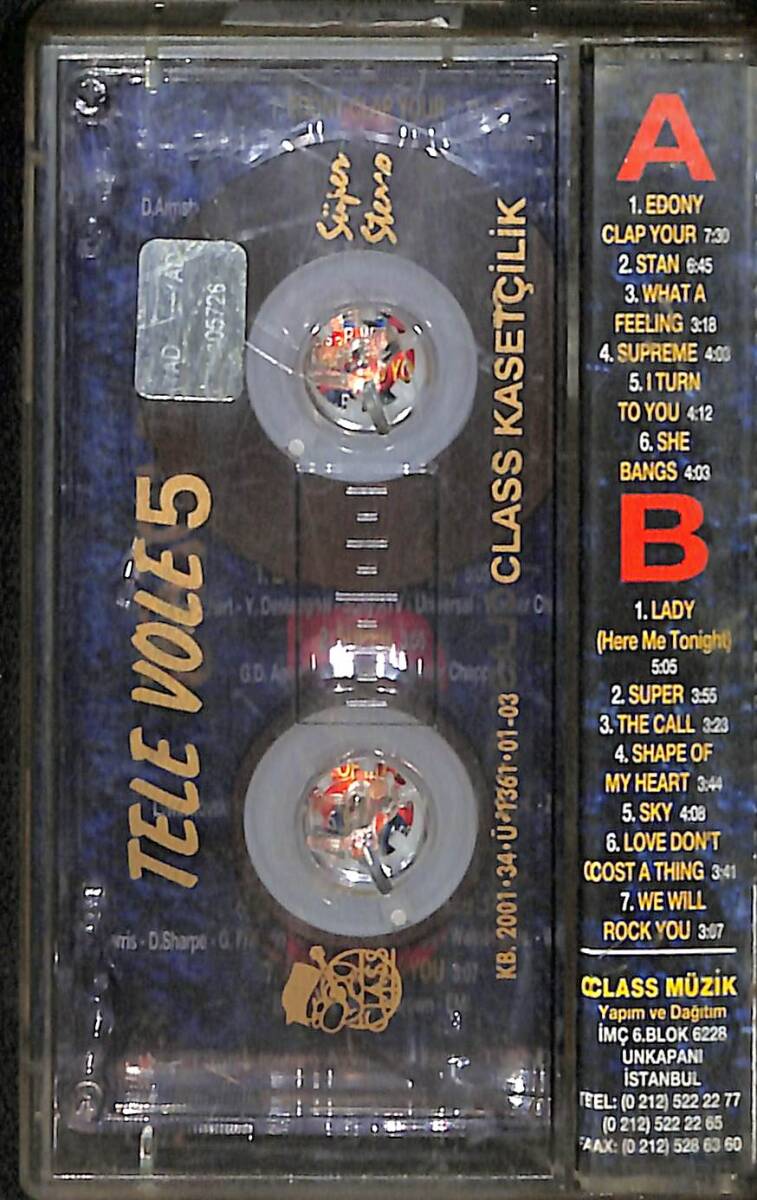 TELE VOLE 5
Süper
Stereo
CLASS KASETÇİLİK
KB. 2001·34·Ü·1361·01-03
05726
CLASS
A
1. EDONY
CLAP YOUR 7:30
2. STAN 6:45
3. WHAT A
FEELING 3:18
4. SUPREME
5. I TURN
TO YOU 4:12
6. SHE
BANGS 4:03
B
1. LADY
(Here Me Tonight)
5:05
2. SUPER 3:55
3. THE CALL 3:23
4. SHAPE OF
MY HEART 3:44
5. SKY 4:08
6. LOVE DON'T
COST A THING 3:41
7. WE WILL
ROCK YOU 3:07
CLASS MÜZİK
Yapım ve Dağıtım
İMÇ 6.BLOK 6228
UNKAPANI
İSTANBUL
TEL: (0 212) 522 22 77
(0 212) 522 22 65
FAX: (0 212) 528 63 60